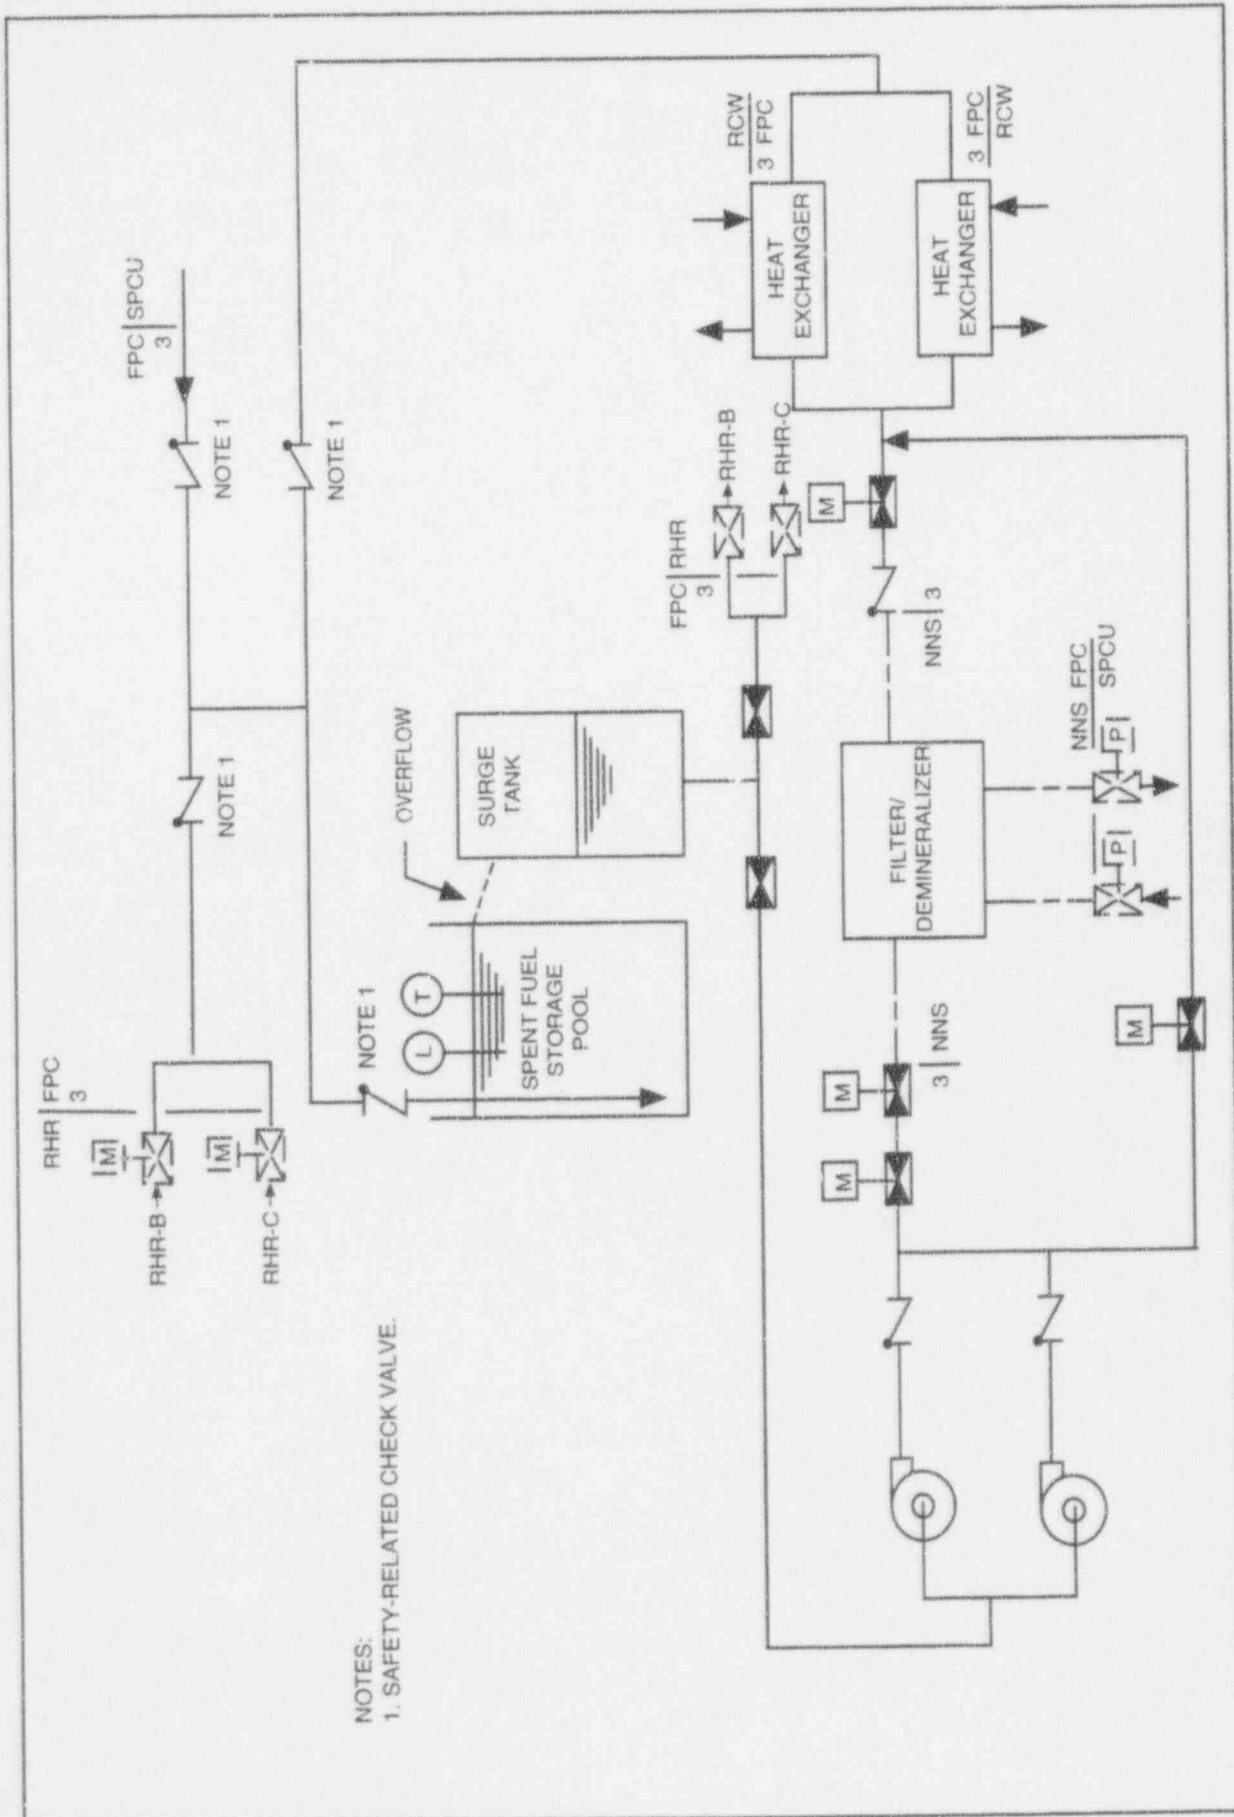 RHR FPC
3
M
RHR-B
M
RHR-C
NOTE 1
FPC SPCU
3
NOTE 1
NOTE 1
NOTES:
1. SAFETY-RELATED CHECK VALVE.
NOTE 1
L
T
SPENT FUEL
STORAGE
POOL
OVERFLOW
SURGE
TANK
FPC RHR
3
RHR-B
RHR-C
RCW
3 FPC
HEAT
EXCHANGER
HEAT
EXCHANGER
3 FPC
RCW
M
M
3 NNS
FILTER/
DEMINERALIZER
NNS 3
M
P
P
NNS FPC
SPCU
M